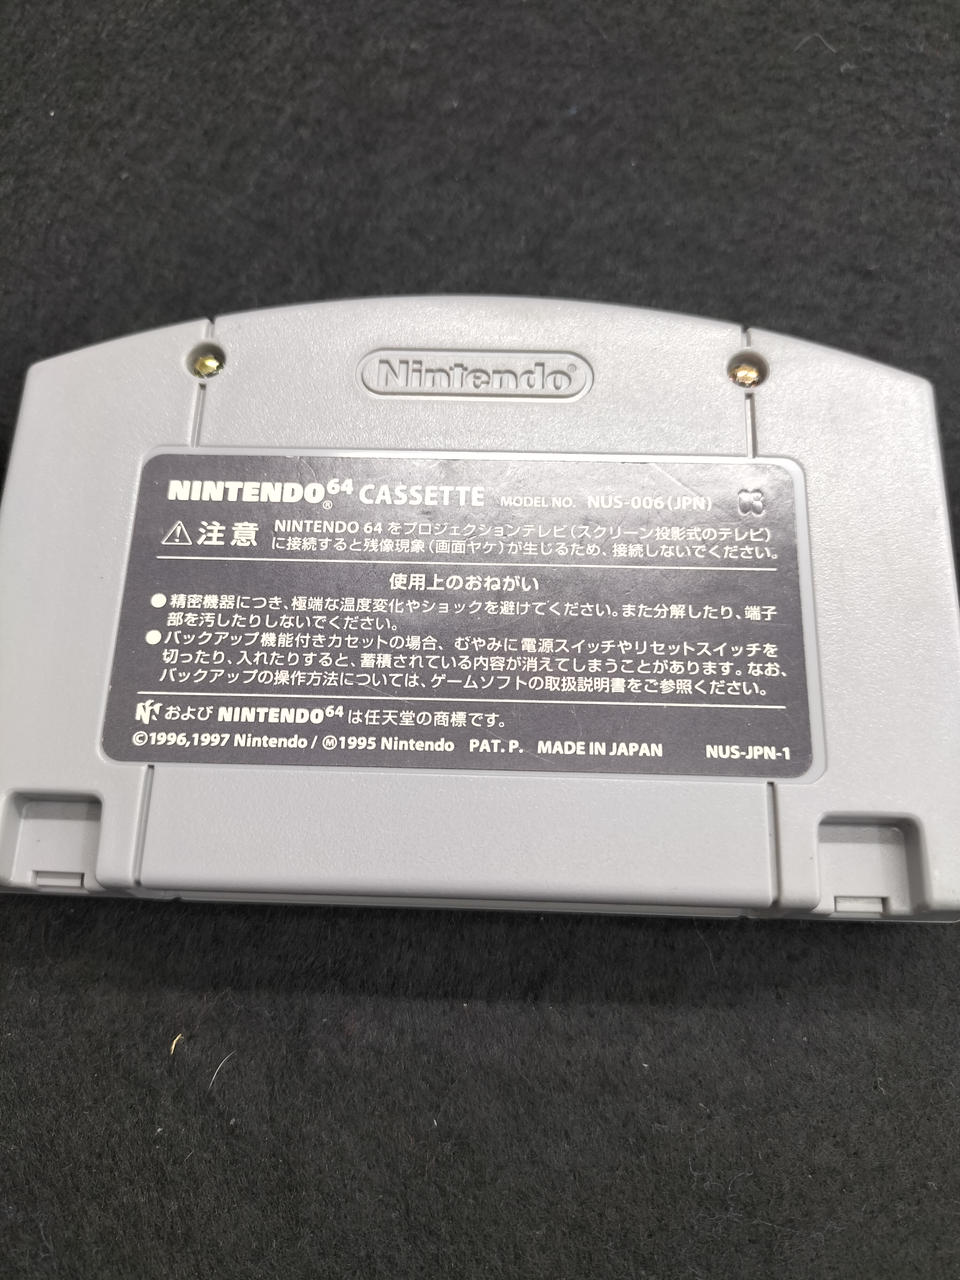 Nintendo®
NINTENDO64® CASSETTE™ MODEL NO. NUS-006(JPN)
⚠注意 NINTENDO 64 をプロジェクションテレビ(スクリーン投影式のテレビ)
に接続すると残像現象(画面ヤケ)が生じるため、接続しないでください。
使用上のおねがい
●精密機器につき、極端な温度変化やショックを避けてください。また分解したり、端子
部を汚したりしないでください。
●バックアップ機能付きカセットの場合、むやみに電源スイッチやリセットスイッチを
切ったり、入れたりすると、蓄積されている内容が消えてしまうことがあります。なお、
バックアップの操作方法については、ゲームソフトの取扱説明書をご参照ください。
および NINTENDO64 は任天堂の商標です。
©1996,1997 Nintendo / Ⓜ1995 Nintendo PAT. P. MADE IN JAPAN NUS-JPN-1